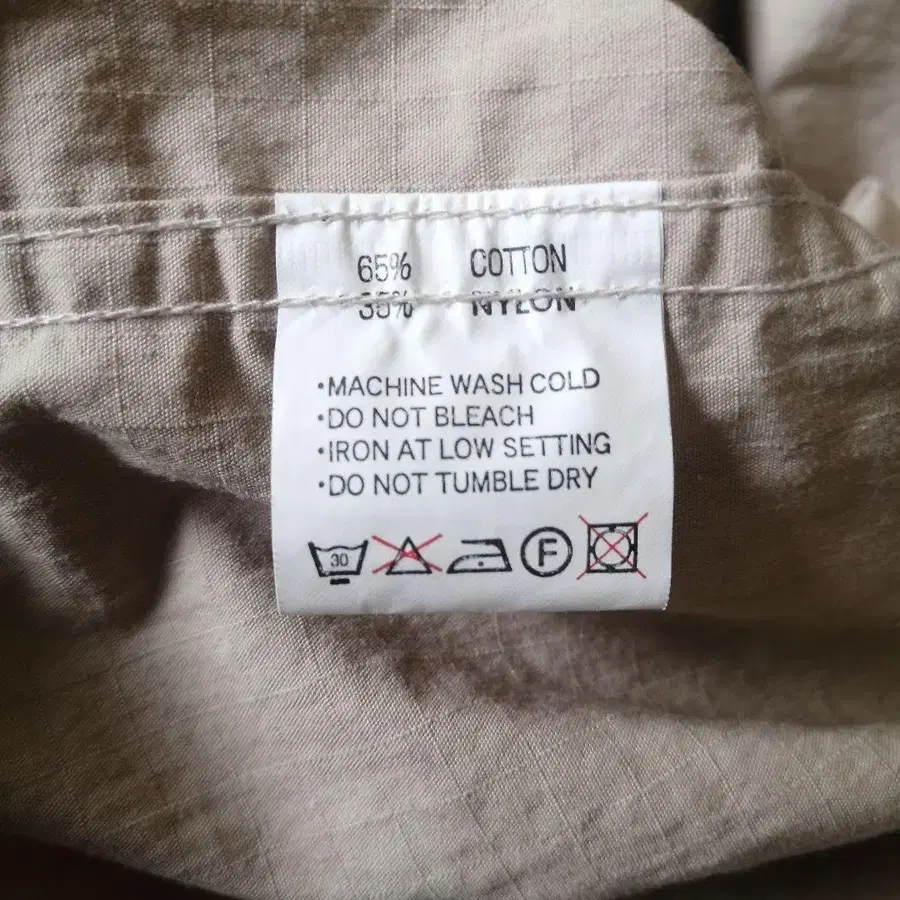 65% COTTON
35% NYLON
•MACHINE WASH COLD
•DO NOT BLEACH
•IRON AT LOW SETTING
•DO NOT TUMBLE DRY
30 F